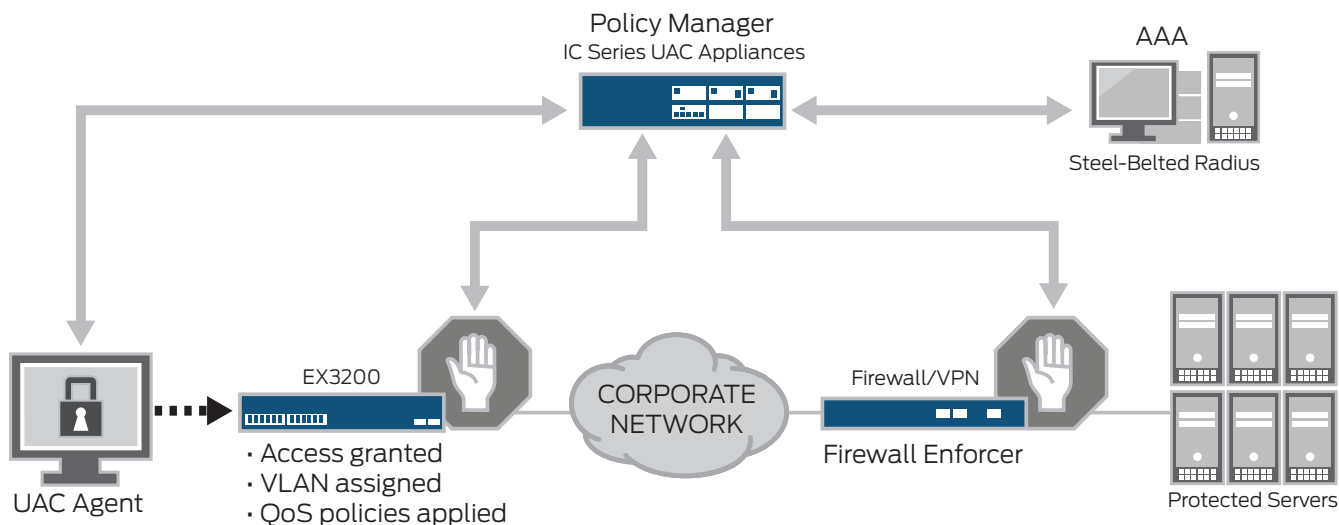 Policy Manager
IC Series UAC Appliances
AAA
Steel-Belted Radius
EX3200
Firewall/VPN
CORPORATE
NETWORK
· Access granted
· VLAN assigned
· QoS policies applied
Firewall Enforcer
UAC Agent
Protected Servers